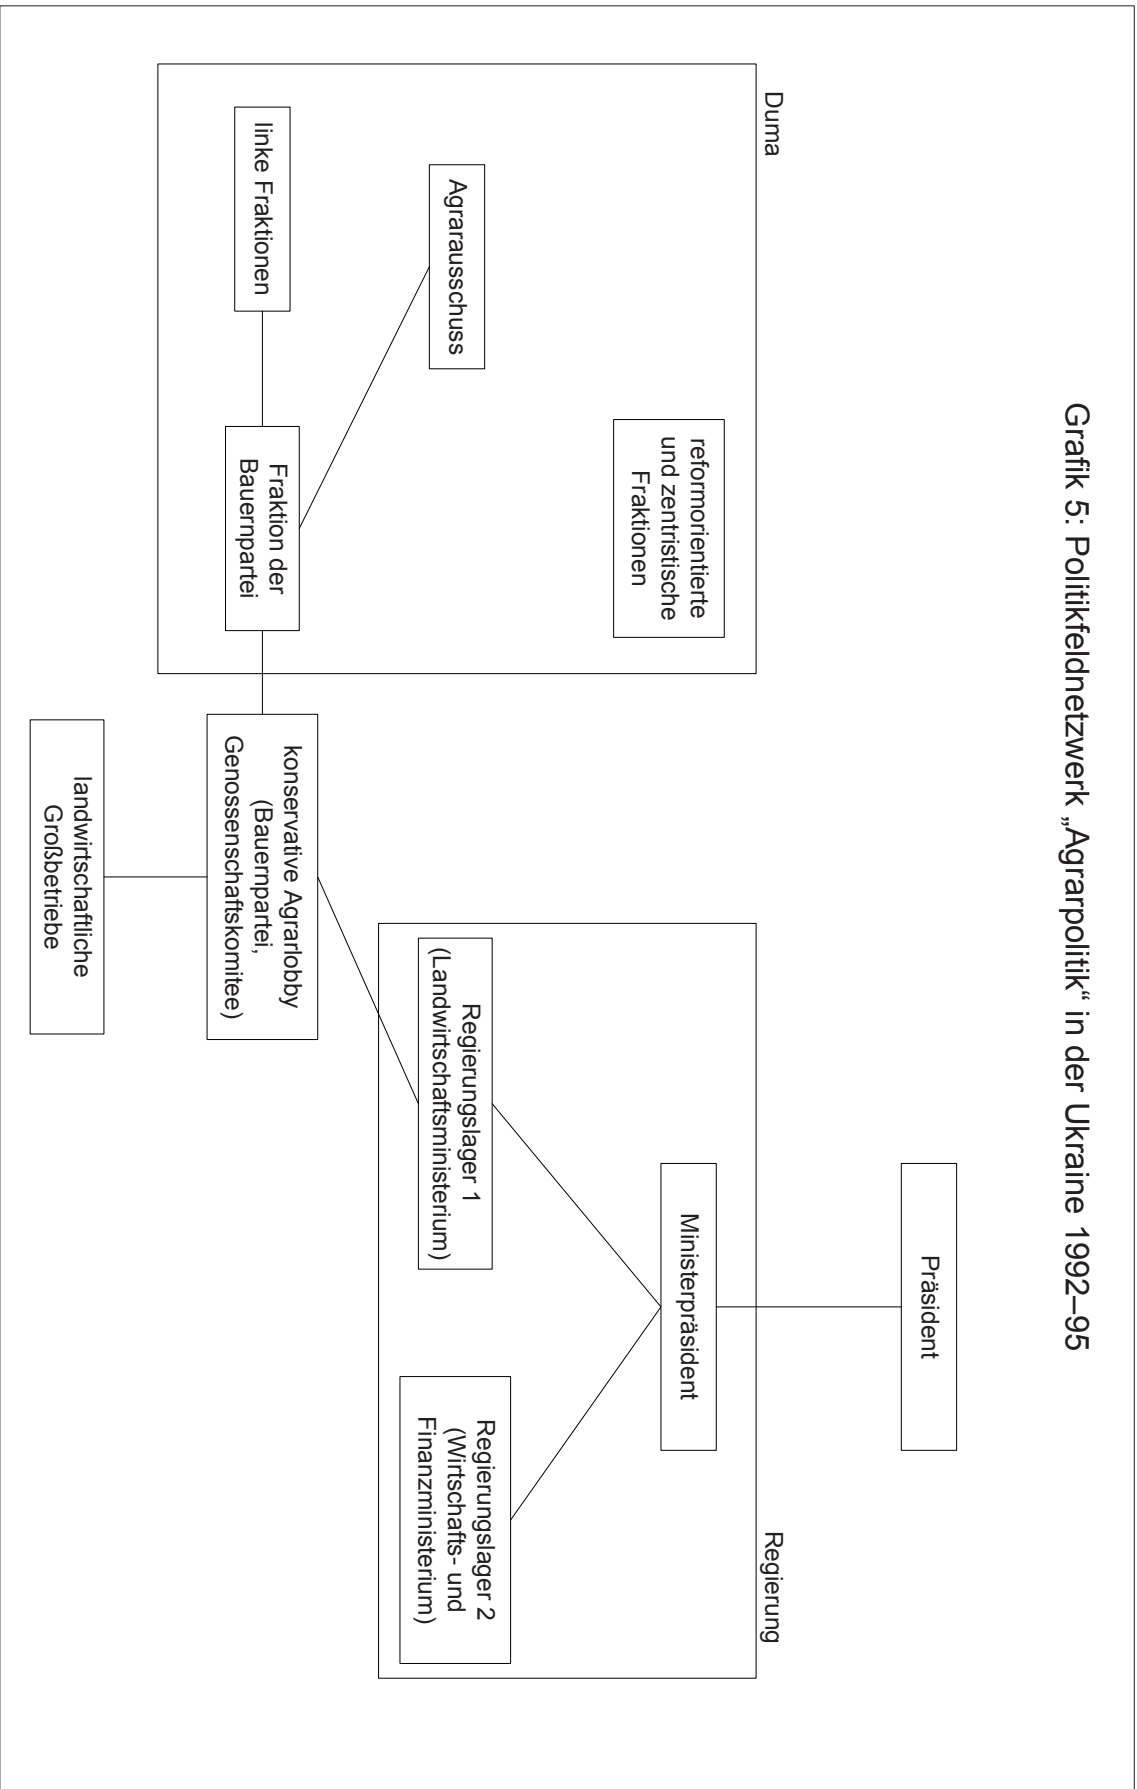 Grafik 5: Politikfeldnetzwerk „Agrarpolitik“ in der Ukraine 1992–95
Präsident
Duma
Regierung
reformorientierte
und zentristische
Fraktionen
Ministerpräsident
Agrarausschuss
Regierungslager 1
(Landwirtschaftsministerium)
Regierungslager 2
(Wirtschafts- und
Finanzministerium)
linke Fraktionen
Fraktion der
Bauernpartei
konservative Agrarlobby
(Bauernpartei,
Genossenschaftskomitee)
landwirtschaftliche
Großbetriebe